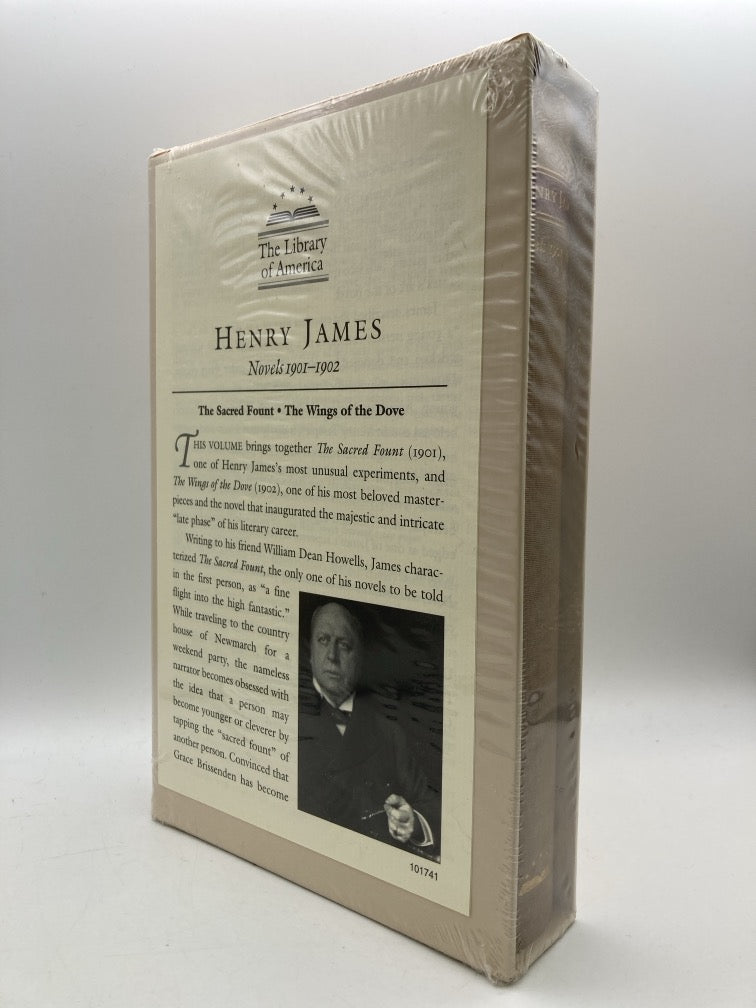 The Library
of America
HENRY JAMES
Novels 1901–1902
The Sacred Fount • The Wings of the Dove
THIS VOLUME brings together The Sacred Fount (1901),
one of Henry James's most unusual experiments, and
The Wings of the Dove (1902), one of his most beloved master-
pieces and the novel that inaugurated the majestic and intricate
"late phase" of his literary career.
Writing to his friend William Dean Howells, James charac-
terized The Sacred Fount, the only one of his novels to be told
in the first person, as "a fine
flight into the high fantastic."
While traveling to the country
house of Newmarch for a
weekend party, the nameless
narrator becomes obsessed with
the idea that a person may
become younger or cleverer by
tapping the "sacred fount" of
another person. Convinced that
Grace Brissenden has become
101741